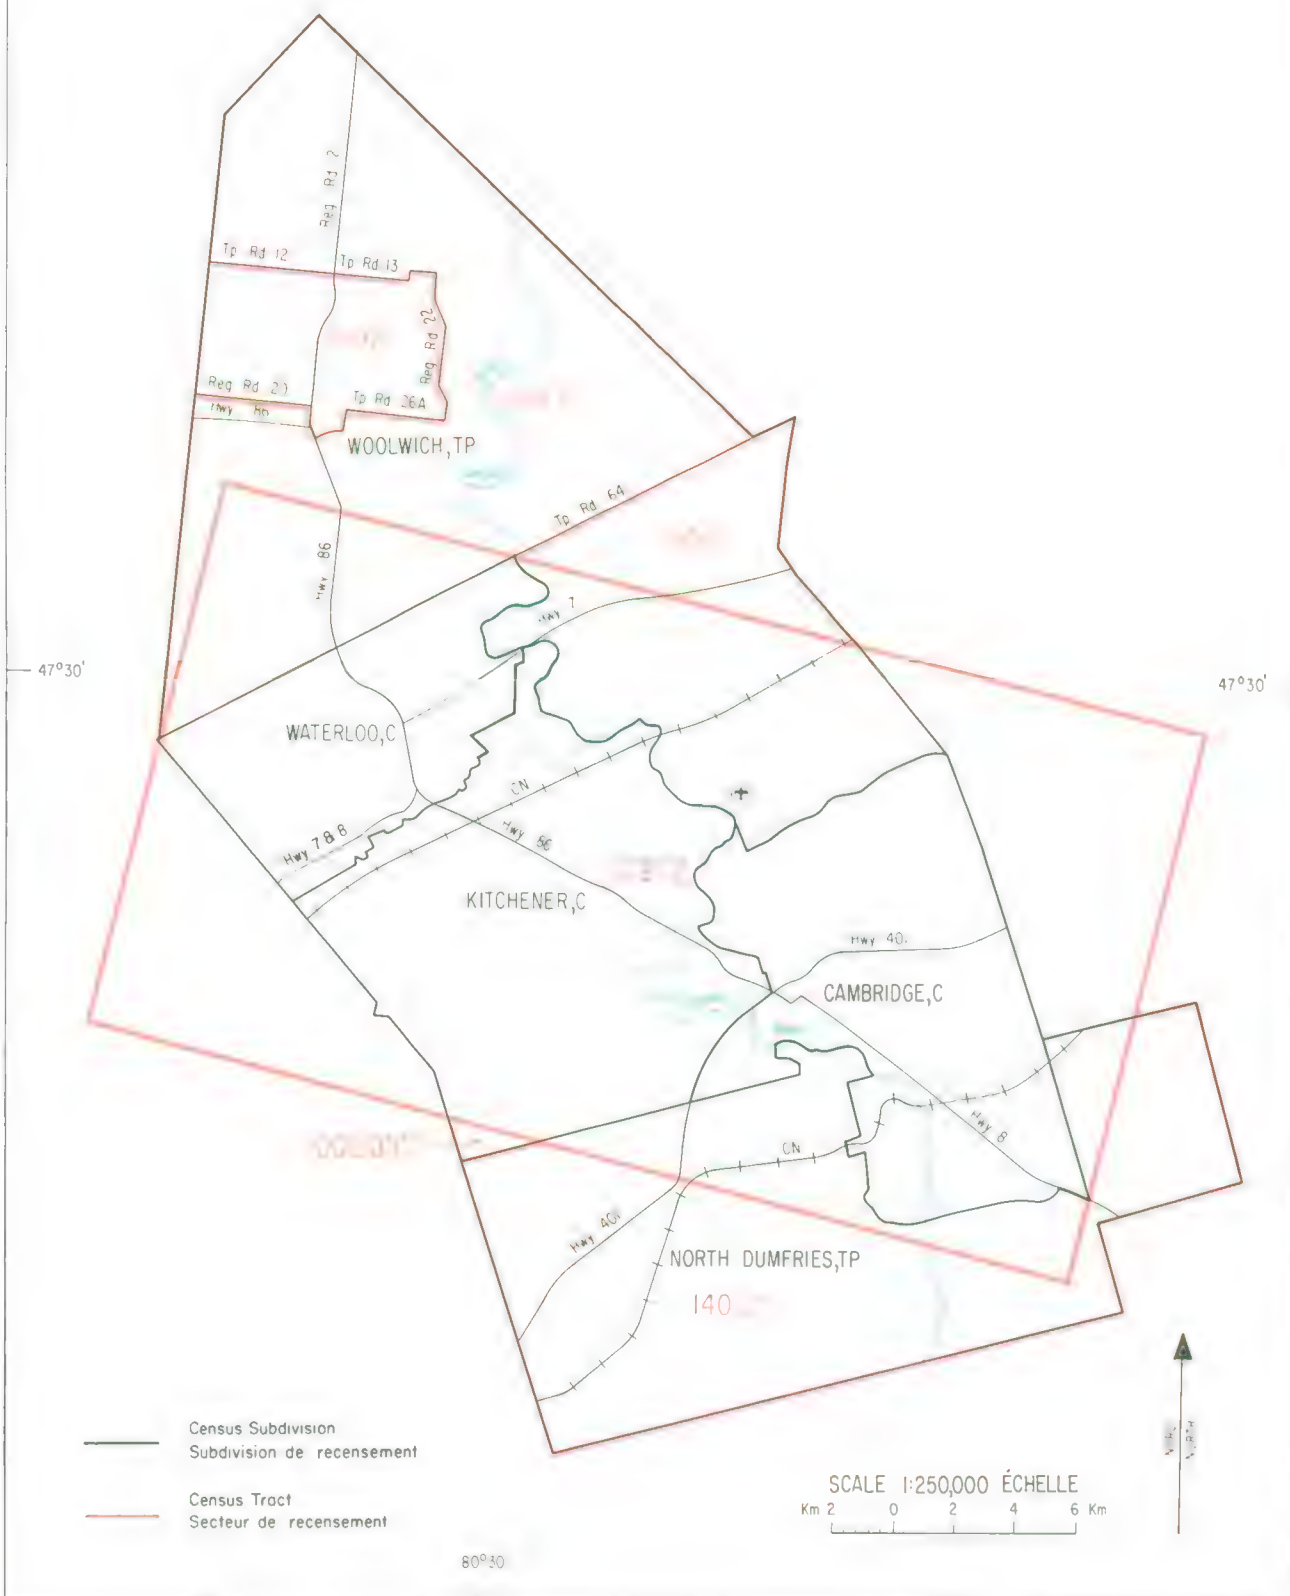 Reg Rd 2
Tp Rd 12
Tp Rd 13
Reg Rd 22
Reg Rd 20
Hwy 86
Tp Rd 26A
WOOLWICH, TP
Tp Rd 64
Hwy 86
Hwy 7
47°30'
47°30'
WATERLOO, C
CN
Hwy 7&8
Hwy 86
KITCHENER, C
Hwy 40
CAMBRIDGE, C
Hwy 8
CN
Hwy 40
NORTH DUMFRIES, TP
140
Census Subdivision
Subdivision de recensement
Census Tract
Secteur de recensement
SCALE 1:250,000 ÉCHELLE
Km 2 0 2 4 6 Km
NORTH
80°30